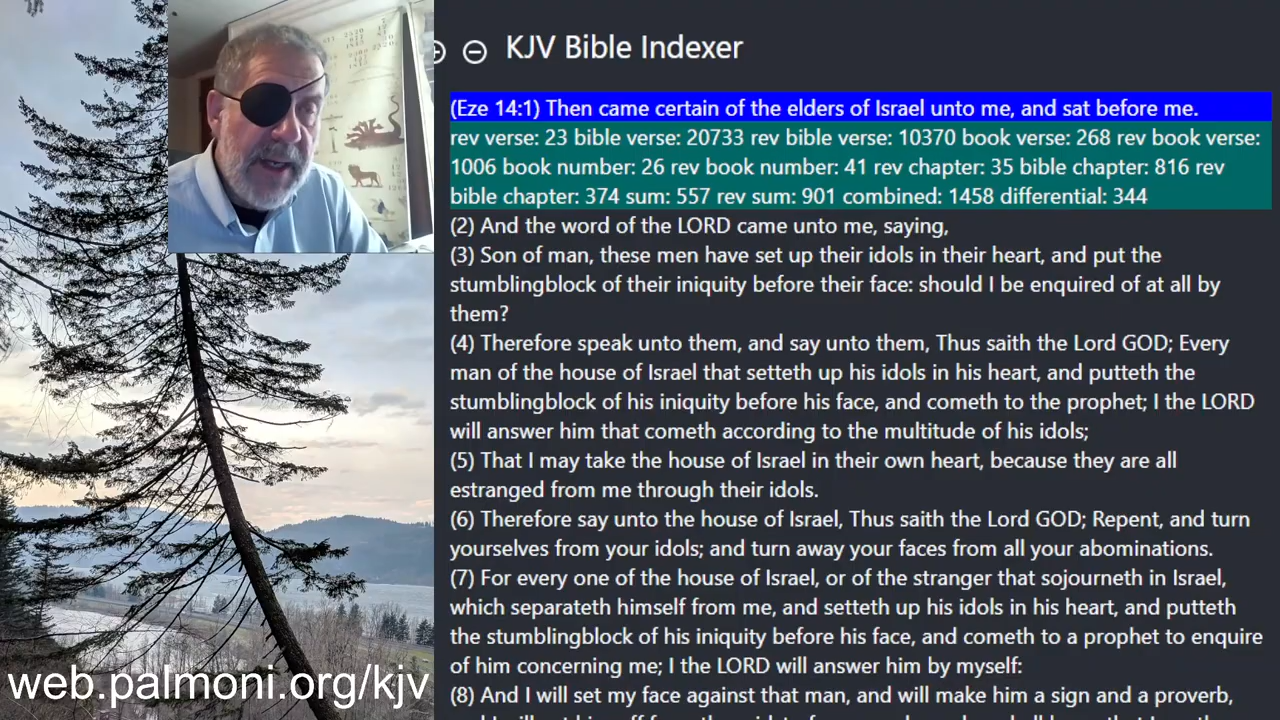 KJV Bible Indexer
(Eze 14:1) Then came certain of the elders of Israel unto me, and sat before me.
rev verse: 23 bible verse: 20733 rev bible verse: 10370 book verse: 268 rev book verse:
1006 book number: 26 rev book number: 41 rev chapter: 35 bible chapter: 816 rev
bible chapter: 374 sum: 557 rev sum: 901 combined: 1458 differential: 344
(2) And the word of the LORD came unto me, saying,
(3) Son of man, these men have set up their idols in their heart, and put the
stumblingblock of their iniquity before their face: should I be enquired of at all by
them?
(4) Therefore speak unto them, and say unto them, Thus saith the Lord GOD; Every
man of the house of Israel that setteth up his idols in his heart, and putteth the
stumblingblock of his iniquity before his face, and cometh to the prophet; I the LORD
will answer him that cometh according to the multitude of his idols;
(5) That I may take the house of Israel in their own heart, because they are all
estranged from me through their idols.
(6) Therefore say unto the house of Israel, Thus saith the Lord GOD; Repent, and turn
yourselves from your idols; and turn away your faces from all your abominations.
(7) For every one of the house of Israel, or of the stranger that sojourneth in Israel,
which separateth himself from me, and setteth up his idols in his heart, and putteth
the stumblingblock of his iniquity before his face, and cometh to a prophet to enquire
of him concerning me; I the LORD will answer him by myself:
(8) And I will set my face against that man, and will make him a sign and a proverb,
web.palmoni.org/kjv